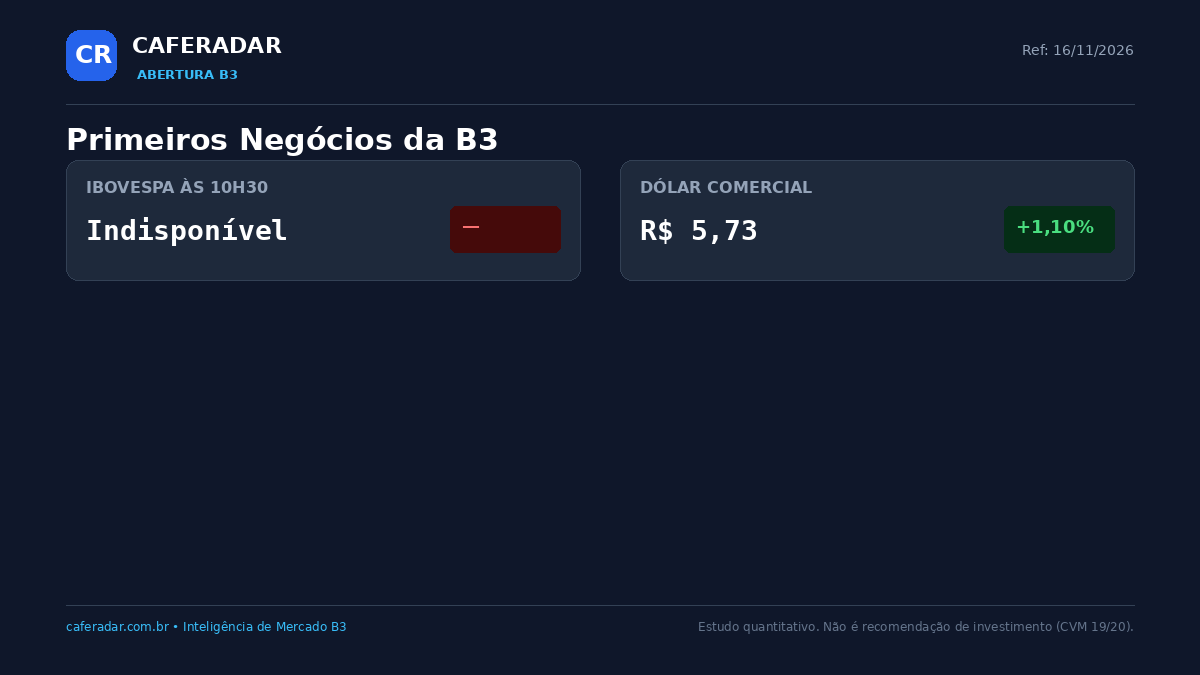 CR
CAFERADAR
ABERTURA B3
Ref: 16/11/2026
Primeiros Negócios da B3
IBOVESPA ÀS 10H30
Indisponível
—
DÓLAR COMERCIAL
R$ 5,73
+1,10%
caferadar.com.br • Inteligência de Mercado B3
Estudo quantitativo. Não é recomendação de investimento (CVM 19/20).